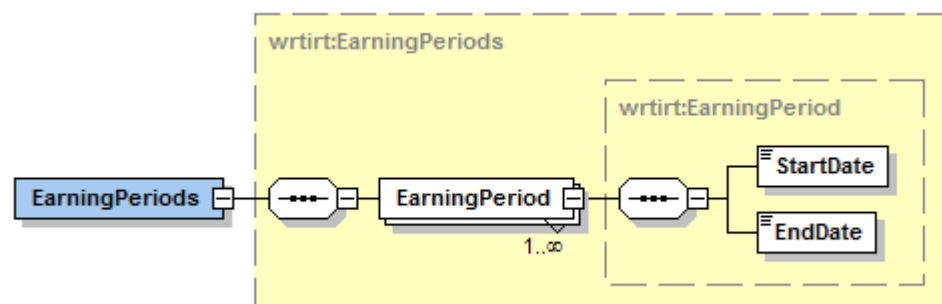 wrtirt:EarningPeriods
wrtirt:EarningPeriod
StartDate
EarningPeriods
EarningPeriod
EndDate
1..∞